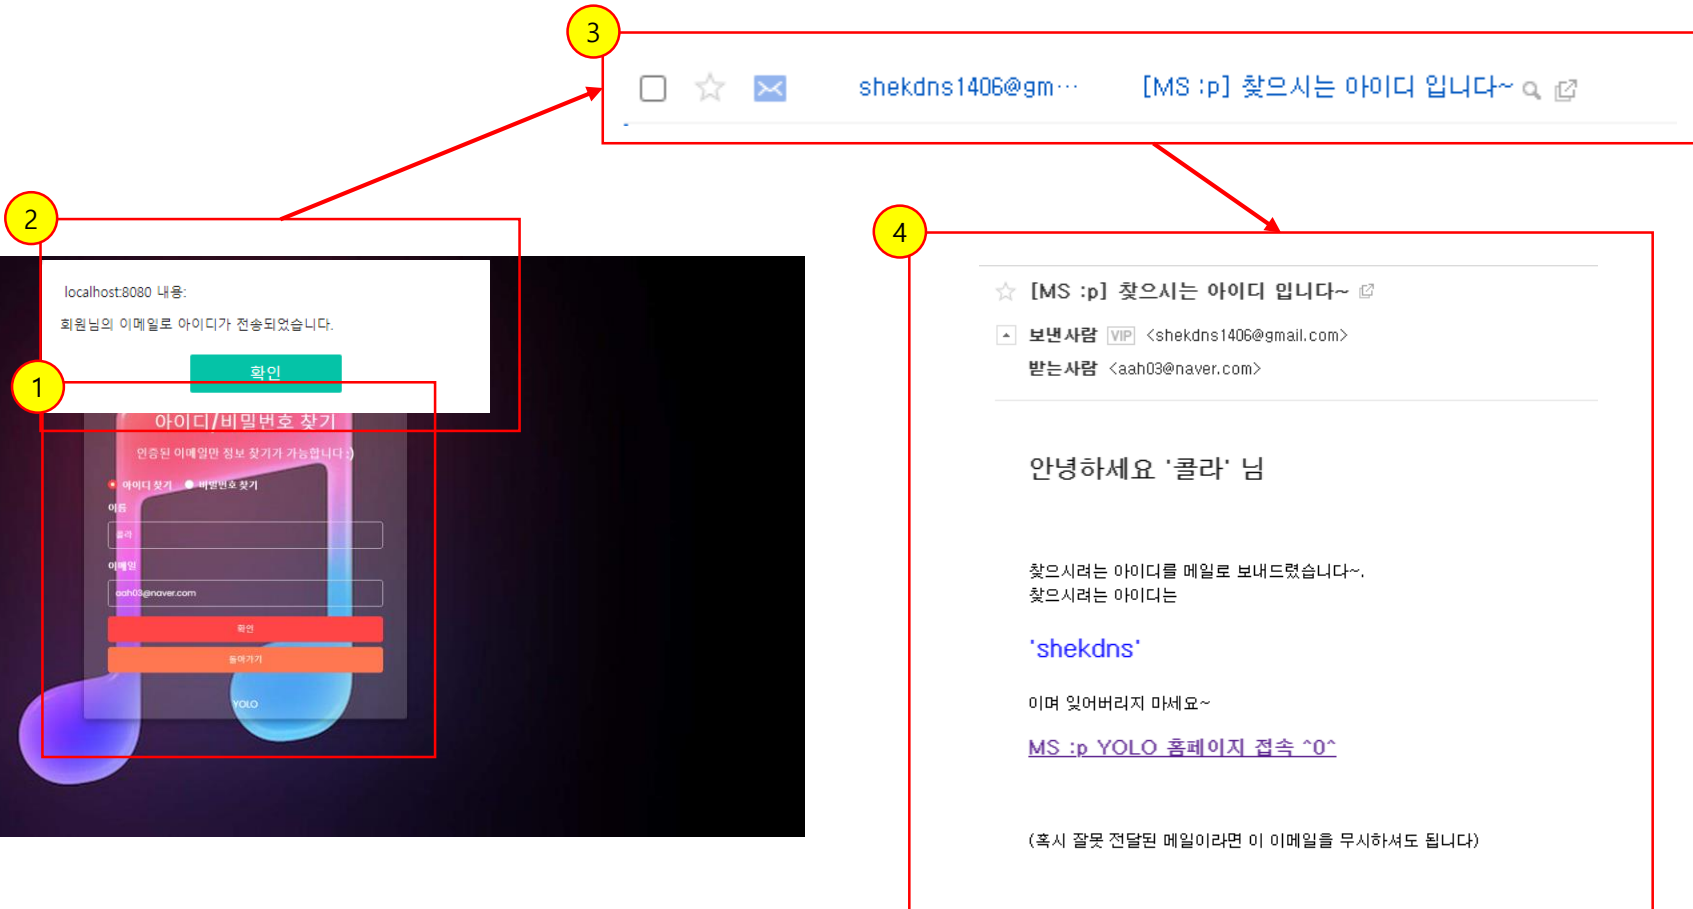 3
shekdns1406@gm… [MS :p] 찾으시는 아이디 입니다~
2
localhost:8080 내용:
회원님의 이메일로 아이디가 전송되었습니다.
확인
1
아이디/비밀번호 찾기
인증된 이메일만 정보 찾기가 가능합니다 :)
아이디 찾기 비밀번호 찾기
이름
콜라
이메일
aah03@naver.com
확인
돌아가기
YOLO
4
[MS :p] 찾으시는 아이디 입니다~
보낸사람 VIP <shekdns1406@gmail.com>
받는사람 <aah03@naver.com>
안녕하세요 '콜라' 님
찾으시려는 아이디를 메일로 보내드렸습니다~.
찾으시려는 아이디는
'shekdns'
이며 잊어버리지 마세요~
MS :p YOLO 홈페이지 접속 ^0^
(혹시 잘못 전달된 메일이라면 이 이메일을 무시하셔도 됩니다)